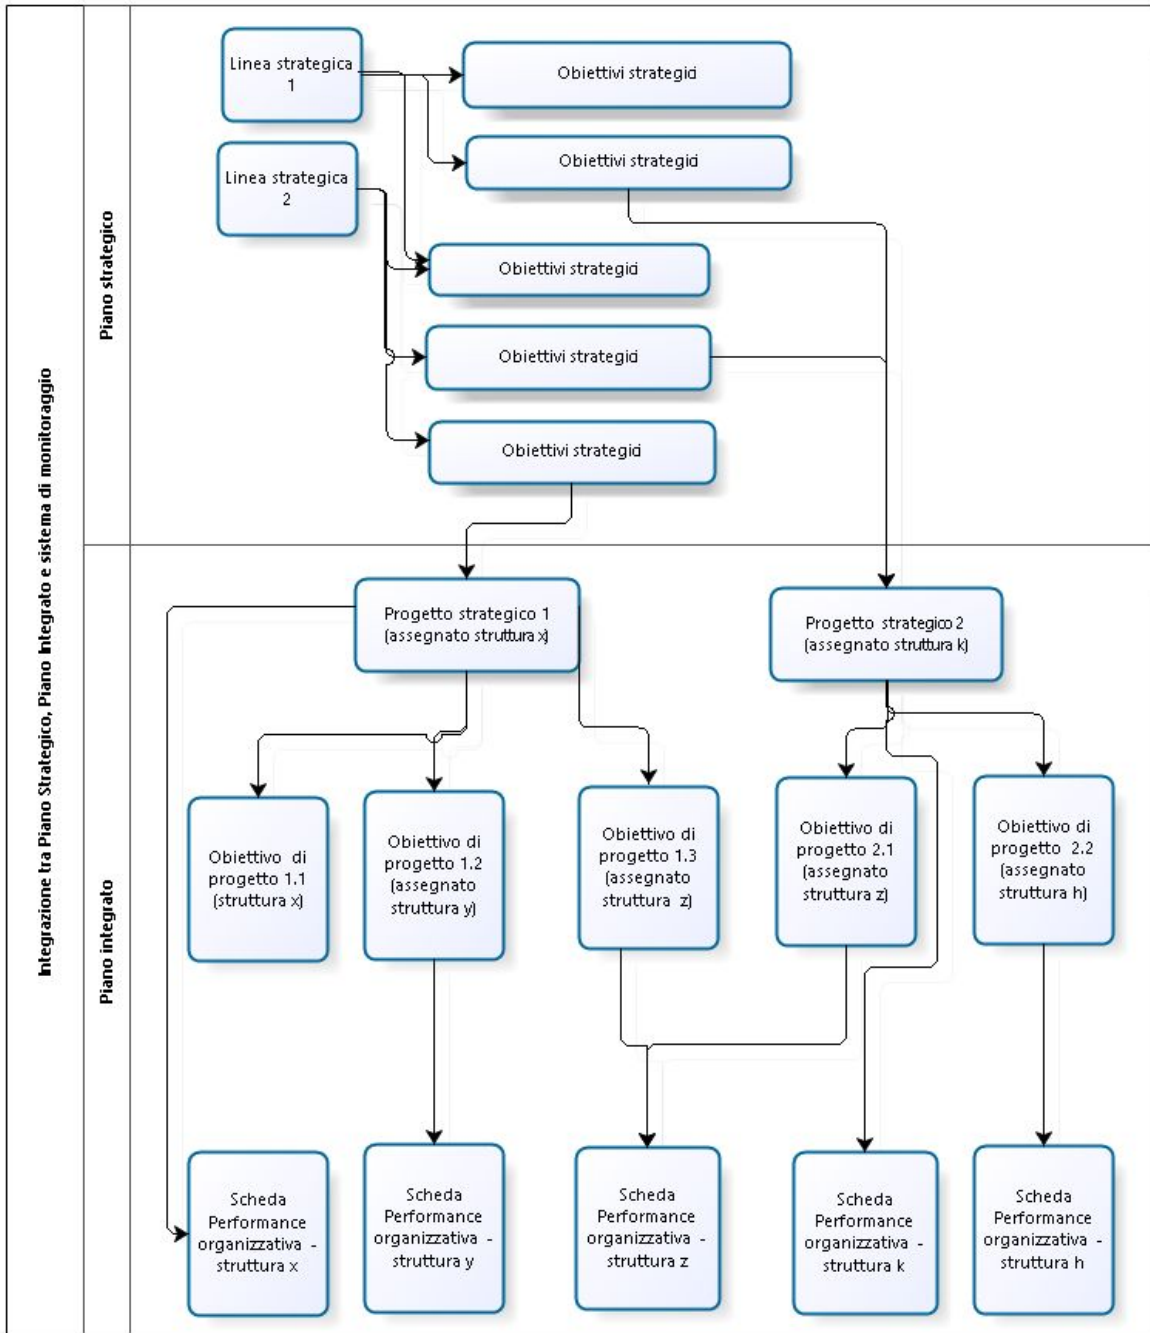 Integrazione tra Piano Strategico, Piano Integrato e sistema di monitoraggio
Piano strategico
Linea strategica
1
Obiettivi strategici
Obiettivi strategici
Linea strategica
2
Obiettivi strategici
Obiettivi strategici
Obiettivi strategici
Piano integrato
Progetto strategico 1
(assegnato struttura x)
Progetto strategico 2
(assegnato struttura k)
Obiettivo di
progetto 1.1
(struttura x)
Obiettivo di
progetto 1.2
(assegnato
struttura y)
Obiettivo di
progetto 1.3
(assegnato
struttura z)
Obiettivo di
progetto 2.1
(assegnato
struttura z)
Obiettivo di
progetto 2.2
(assegnato
struttura h)
Scheda
Performance
organizzativa -
struttura x
Scheda
Performance
organizzativa -
struttura y
Scheda
Performance
organizzativa -
struttura z
Scheda
Performance
organizzativa -
struttura k
Scheda
Performance
organizzativa -
struttura h